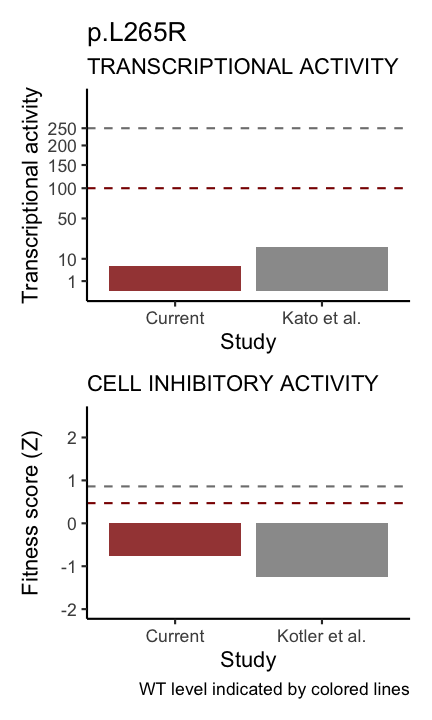 p.L265R
TRANSCRIPTIONAL ACTIVITY
Transcriptional activity
250
200
150
100
50
10
1
Current
Kato et al.
Study
CELL INHIBITORY ACTIVITY
Fitness score (Z)
2
1
0
-1
-2
Current
Kotler et al.
Study
WT level indicated by colored lines